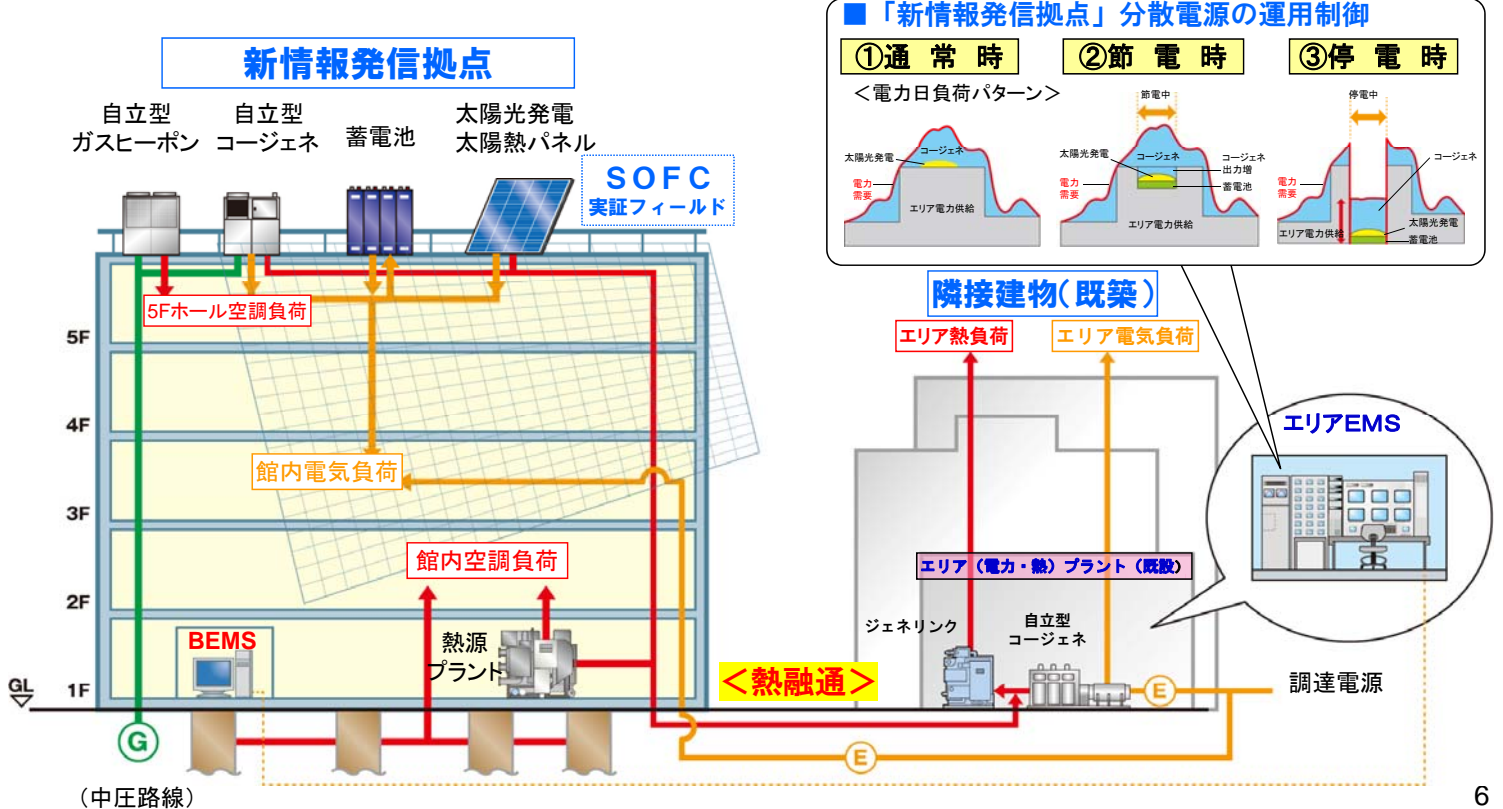 ■「新情報発信拠点」分散電源の運用制御
①通 常 時
②節 電 時
③停 電 時
＜電力日負荷パターン＞
太陽光発電
コージェネ
電力
需要
エリア電力供給
節電中
太陽光発電
コージェネ
コージェネ
出力増
蓄電池
電力
需要
エリア電力供給
停電中
コージェネ
電力
需要
エリア電力供給
太陽光発電
蓄電池
新情報発信拠点
自立型
ガスヒーポン
自立型
コージェネ
蓄電池
太陽光発電
太陽熱パネル
SOFC
実証フィールド
5Fホール空調負荷
5F
4F
館内電気負荷
3F
館内空調負荷
2F
BEMS
熱源
プラント
GL
1F
G
（中圧路線）
隣接建物（既築）
エリア熱負荷
エリア電気負荷
エリアEMS
エリア（電力・熱）プラント（既設）
ジェネリンク
自立型
コージェネ
＜熱融通＞
E
調達電源
E
6